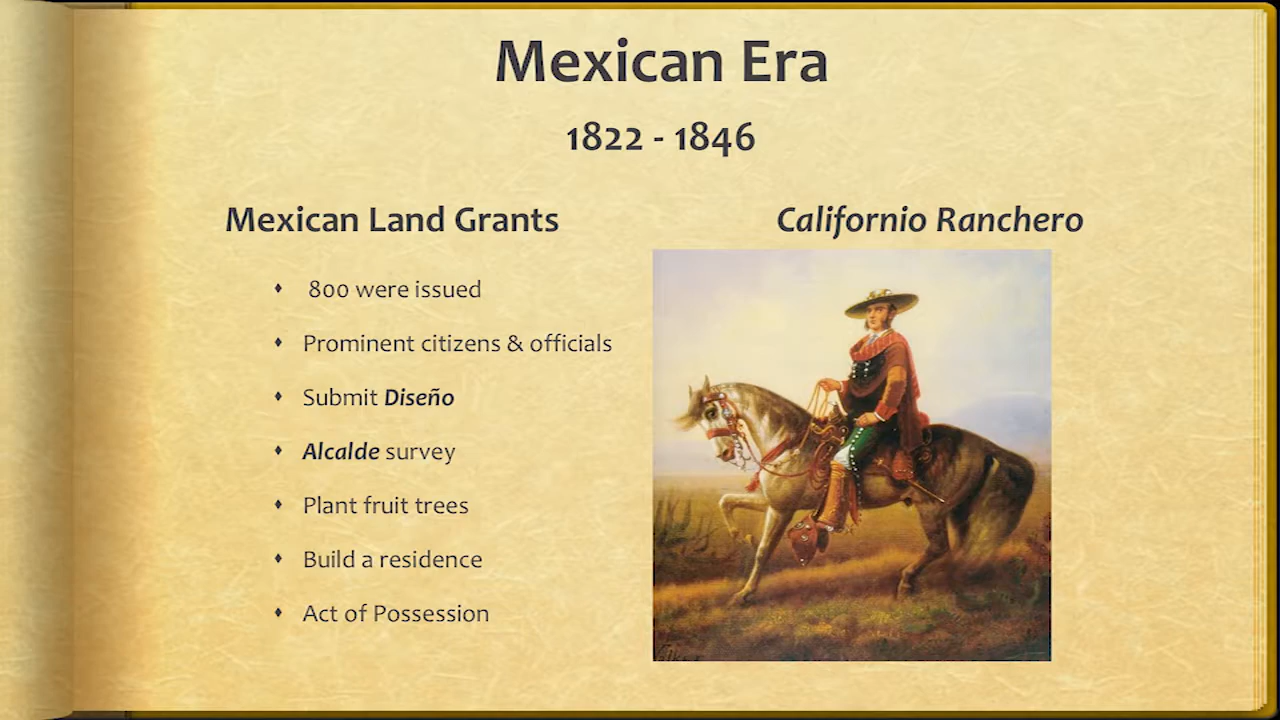 Mexican Era
1822 - 1846
Mexican Land Grants
800 were issued
Prominent citizens & officials
Submit Diseño
Alcalde survey
Plant fruit trees
Build a residence
Act of Possession
Californio Ranchero